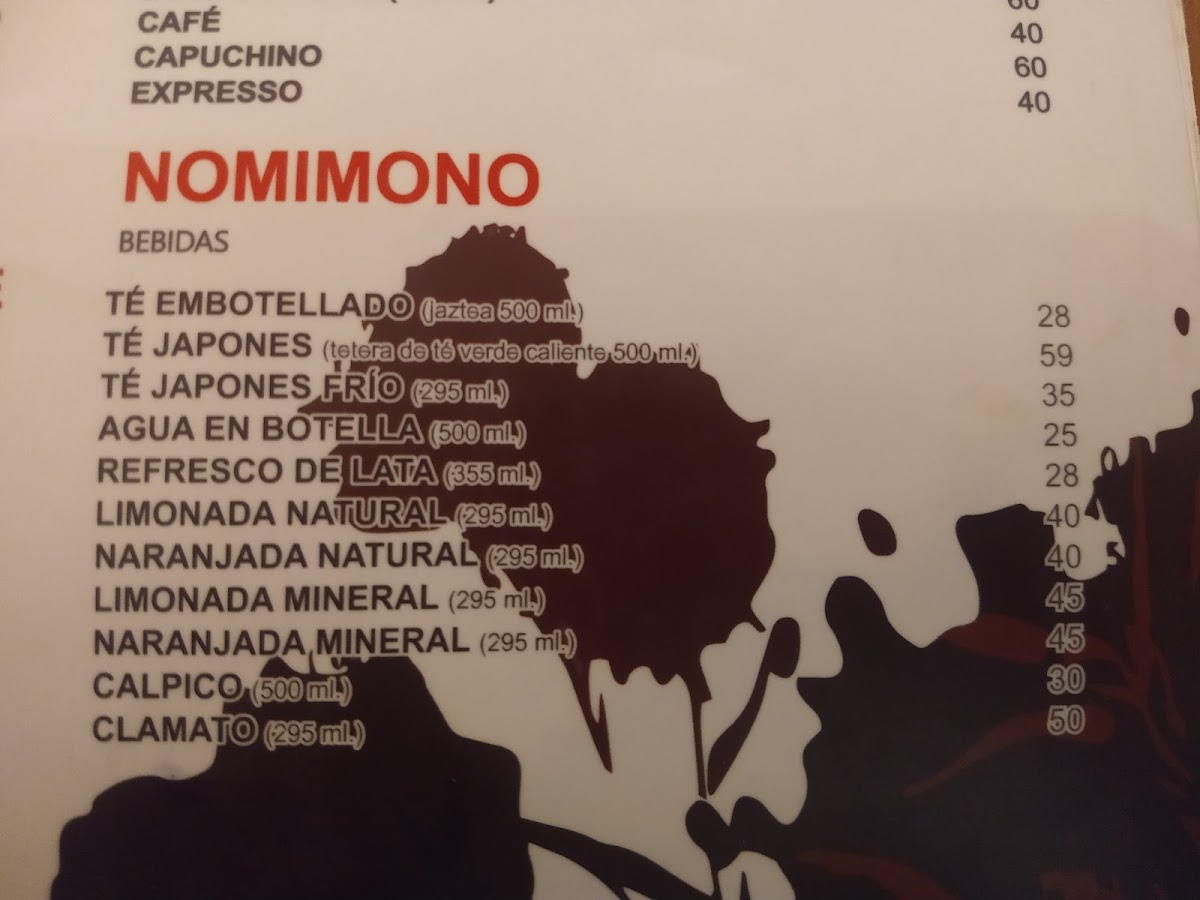 60
CAFÉ 40
CAPUCHINO 60
EXPRESSO 40
NOMIMONO
BEBIDAS
TÉ EMBOTELLADO (jaztea 500 ml.) 28
TÉ JAPONES (tetera de té verde caliente 500 ml.) 59
TÉ JAPONES FRÍO (295 ml.) 35
AGUA EN BOTELLA (500 ml.) 25
REFRESCO DE LATA (355 ml.) 28
LIMONADA NATURAL (295 ml.) 40
NARANJADA NATURAL (295 ml.) 40
LIMONADA MINERAL (295 ml.) 45
NARANJADA MINERAL (295 ml.) 45
CALPICO (500 ml.) 30
CLAMATO (295 ml.) 50